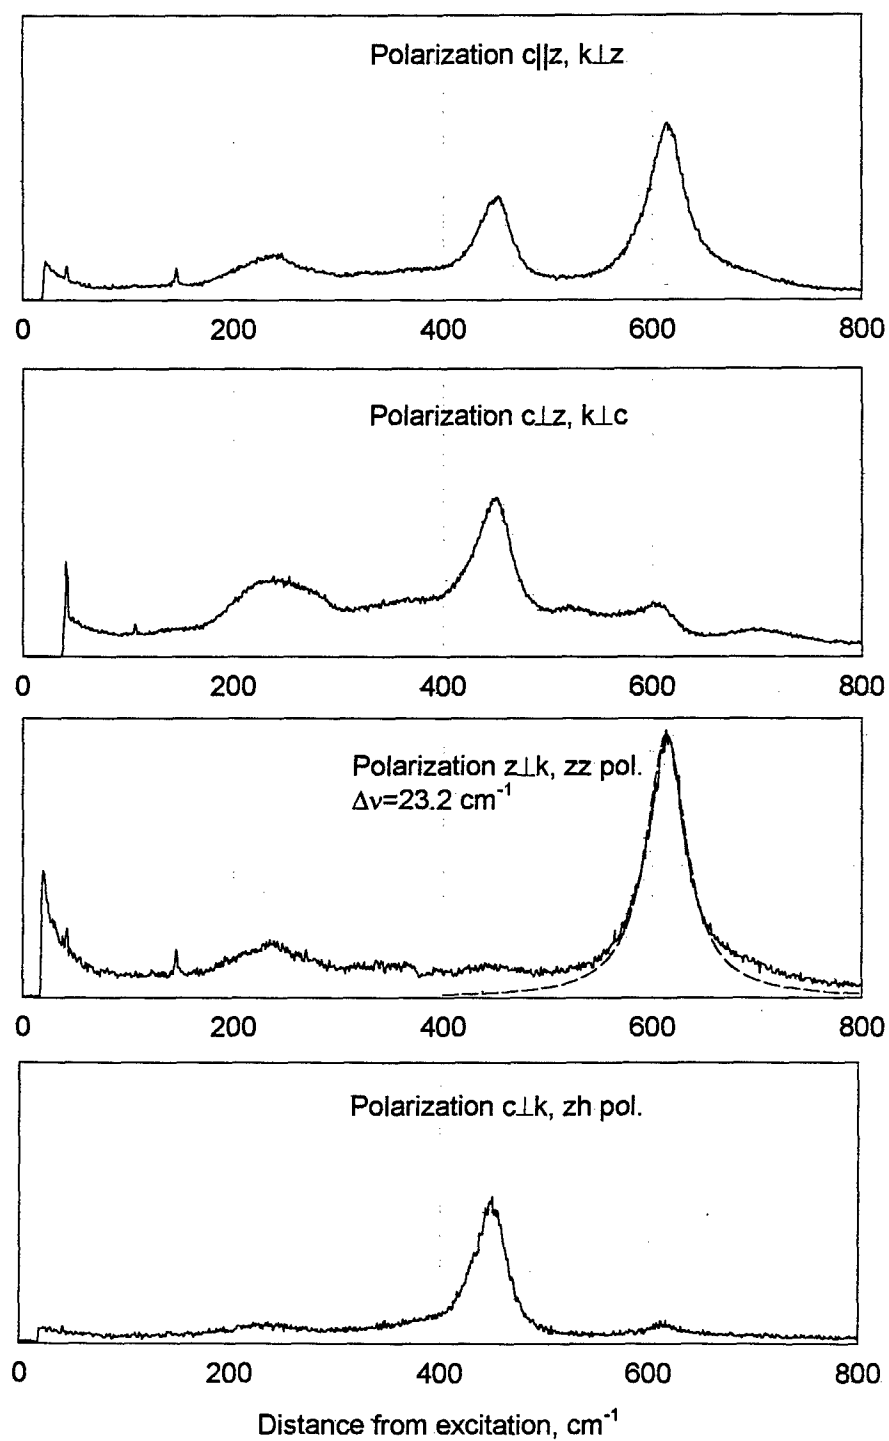 Polarization c||z, k⊥z
0 200 400 600 800
Polarization c⊥z, k⊥c
0 200 400 600 800
Polarization z⊥k, zz pol.
Δν=23.2 cm⁻¹
0 200 400 600 800
Polarization c⊥k, zh pol.
0 200 400 600 800
Distance from excitation, cm⁻¹